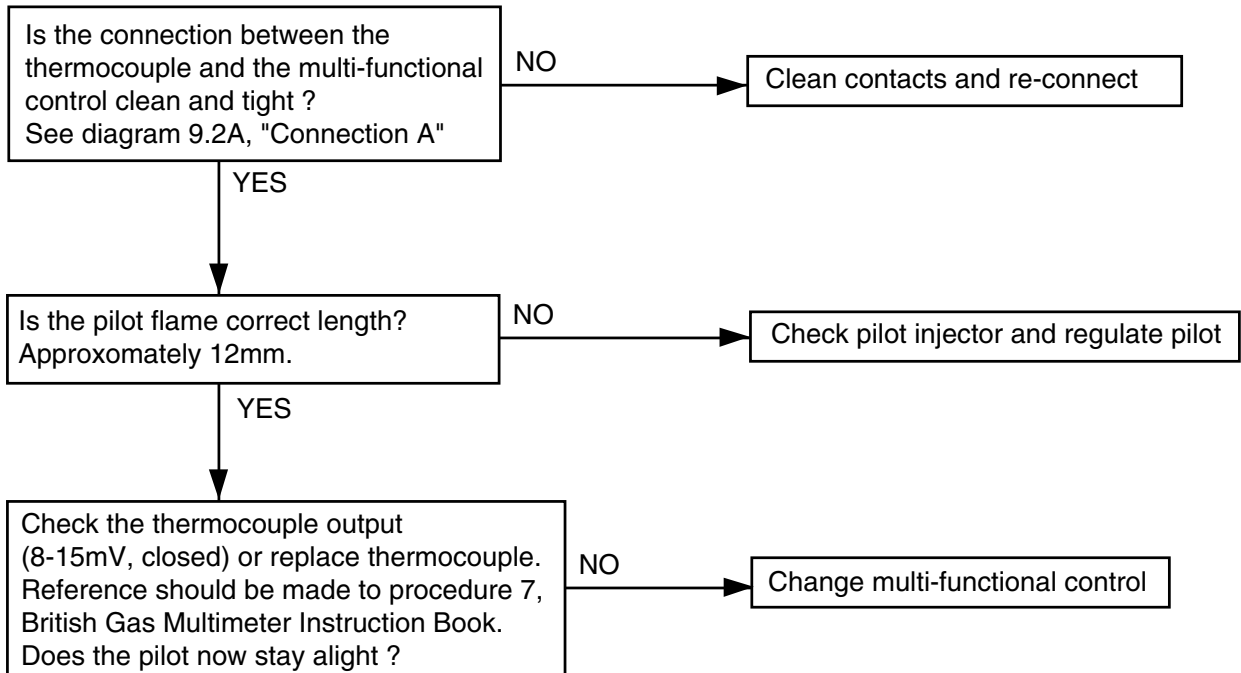 Is the connection between the
thermocouple and the multi-functional
control clean and tight ?
See diagram 9.2A, "Connection A"
NO
Clean contacts and re-connect
YES
Is the pilot flame correct length?
Approxomately 12mm.
NO
Check pilot injector and regulate pilot
YES
Check the thermocouple output
(8-15mV, closed) or replace thermocouple.
Reference should be made to procedure 7,
British Gas Multimeter Instruction Book.
Does the pilot now stay alight ?
NO
Change multi-functional control